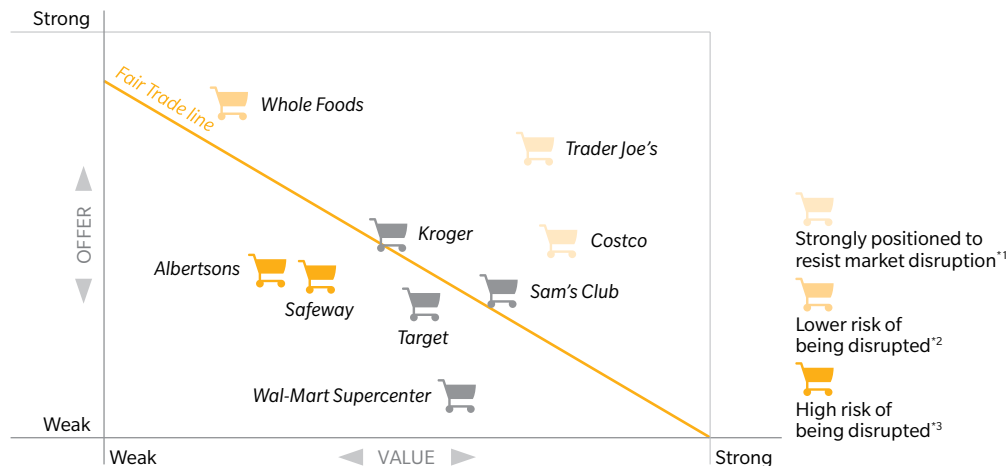 Strong
Fair Trade line
Whole Foods
Trader Joe's
OFFER
Kroger
Costco
Albertsons
Safeway
Sam's Club
Target
Wal-Mart Supercenter
Weak
Weak
VALUE
Strong
Strongly positioned to
resist market disruption*1
Lower risk of
being disrupted*2
High risk of
being disrupted*3